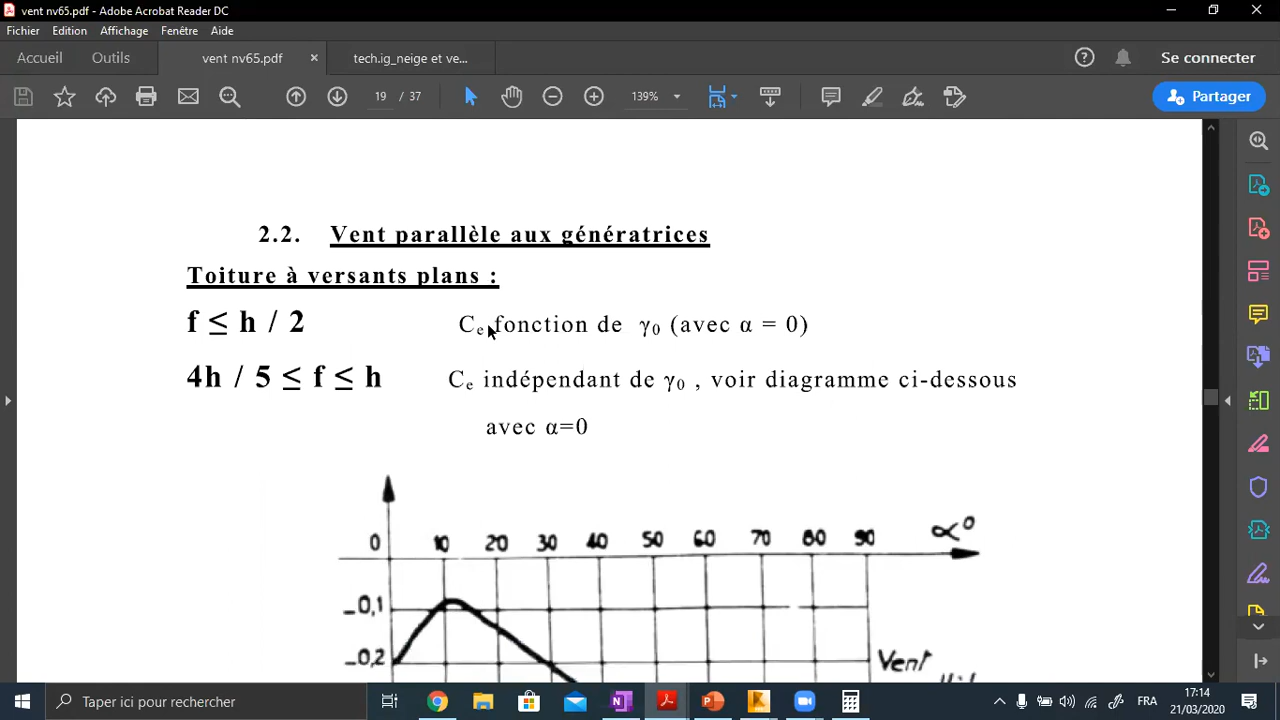 vent nv65.pdf - Adobe Acrobat Reader DC
Fichier Edition Affichage Fenêtre Aide
Accueil Outils vent nv65.pdf × tech.ig_neige et ve... Se connecter
19 / 37 139% Partager
2.2. Vent parallèle aux génératrices
Toiture à versants plans :
f ≤ h / 2 Cₑ fonction de γ₀ (avec α = 0)
4h / 5 ≤ f ≤ h Cₑ indépendant de γ₀ , voir diagramme ci-dessous
avec α=0
0 10 20 30 40 50 60 70 80 90 α°
-0,1
-0,2 Vent
Taper ici pour rechercher
FRA
17:14
21/03/2020